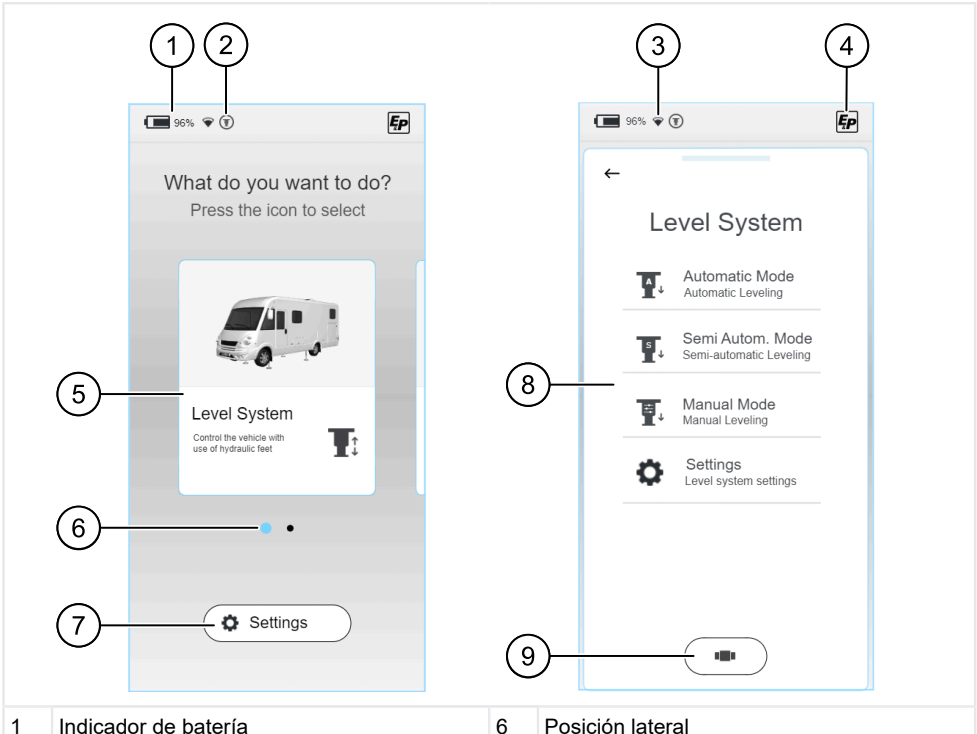 1 2 3 4
96%
E&P
What do you want to do?
Press the icon to select
Level System
Control the vehicle with
use of hydraulic feet
5
6
7
Settings
96%
E&P
Level System
A
Automatic Mode
Automatic Leveling
S
Semi Autom. Mode
Semi-automatic Leveling
Manual Mode
Manual Leveling
Settings
Level system settings
8
9
1 Indicador de batería 6 Posición lateral